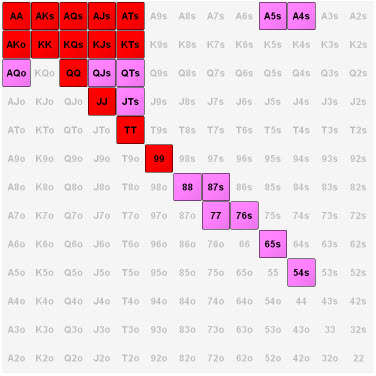 AA AKs AQs AJs ATs A9s A8s A7s A6s A5s A4s A3s A2s
AKo KK KQs KJs KTs K9s K8s K7s K6s K5s K4s K3s K2s
AQo KQo QQ QJs QTs Q9s Q8s Q7s Q6s Q5s Q4s Q3s Q2s
AJo KJo QJo JJ JTs J9s J8s J7s J6s J5s J4s J3s J2s
ATo KTo QTo JTo TT T9s T8s T7s T6s T5s T4s T3s T2s
A9o K9o Q9o J9o T9o 99 98s 97s 96s 95s 94s 93s 92s
A8o K8o Q8o J8o T8o 98o 88 87s 86s 85s 84s 83s 82s
A7o K7o Q7o J7o T7o 97o 87o 77 76s 75s 74s 73s 72s
A6o K6o Q6o J6o T6o 96o 86o 76o 66 65s 64s 63s 62s
A5o K5o Q5o J5o T5o 95o 85o 75o 65o 55 54s 53s 52s
A4o K4o Q4o J4o T4o 94o 84o 74o 64o 54o 44 43s 42s
A3o K3o Q3o J3o T3o 93o 83o 73o 63o 53o 43o 33 32s
A2o K2o Q2o J2o T2o 92o 82o 72o 62o 52o 42o 32o 22